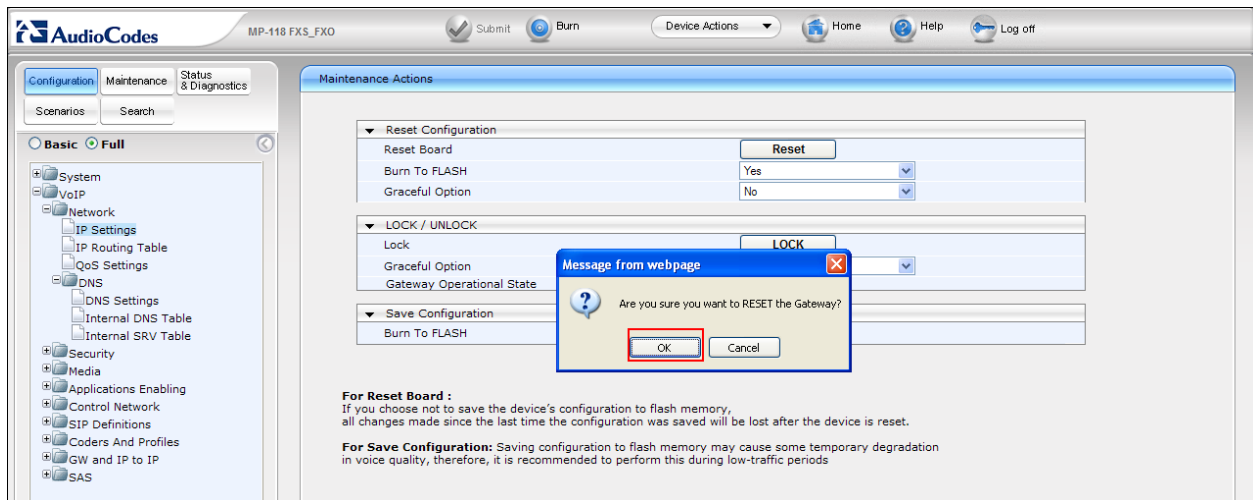 AudioCodes
MP-118 FXS_FXO
Submit
Burn
Device Actions
Home
Help
Log off
Configuration
Maintenance
Status
& Diagnostics
Scenarios
Search
Basic
Full
System
VoIP
Network
IP Settings
IP Routing Table
QoS Settings
DNS
DNS Settings
Internal DNS Table
Internal SRV Table
Security
Media
Applications Enabling
Control Network
SIP Definitions
Coders And Profiles
GW and IP to IP
SAS
Maintenance Actions
Reset Configuration
Reset Board
Reset
Burn To FLASH
Yes
Graceful Option
No
LOCK / UNLOCK
Lock
LOCK
Graceful Option
Gateway Operational State
Save Configuration
Burn To FLASH
Message from webpage
Are you sure you want to RESET the Gateway?
OK
Cancel
For Reset Board :
If you choose not to save the device's configuration to flash memory,
all changes made since the last time the configuration was saved will be lost after the device is reset.
For Save Configuration: Saving configuration to flash memory may cause some temporary degradation
in voice quality, therefore, it is recommended to perform this during low-traffic periods